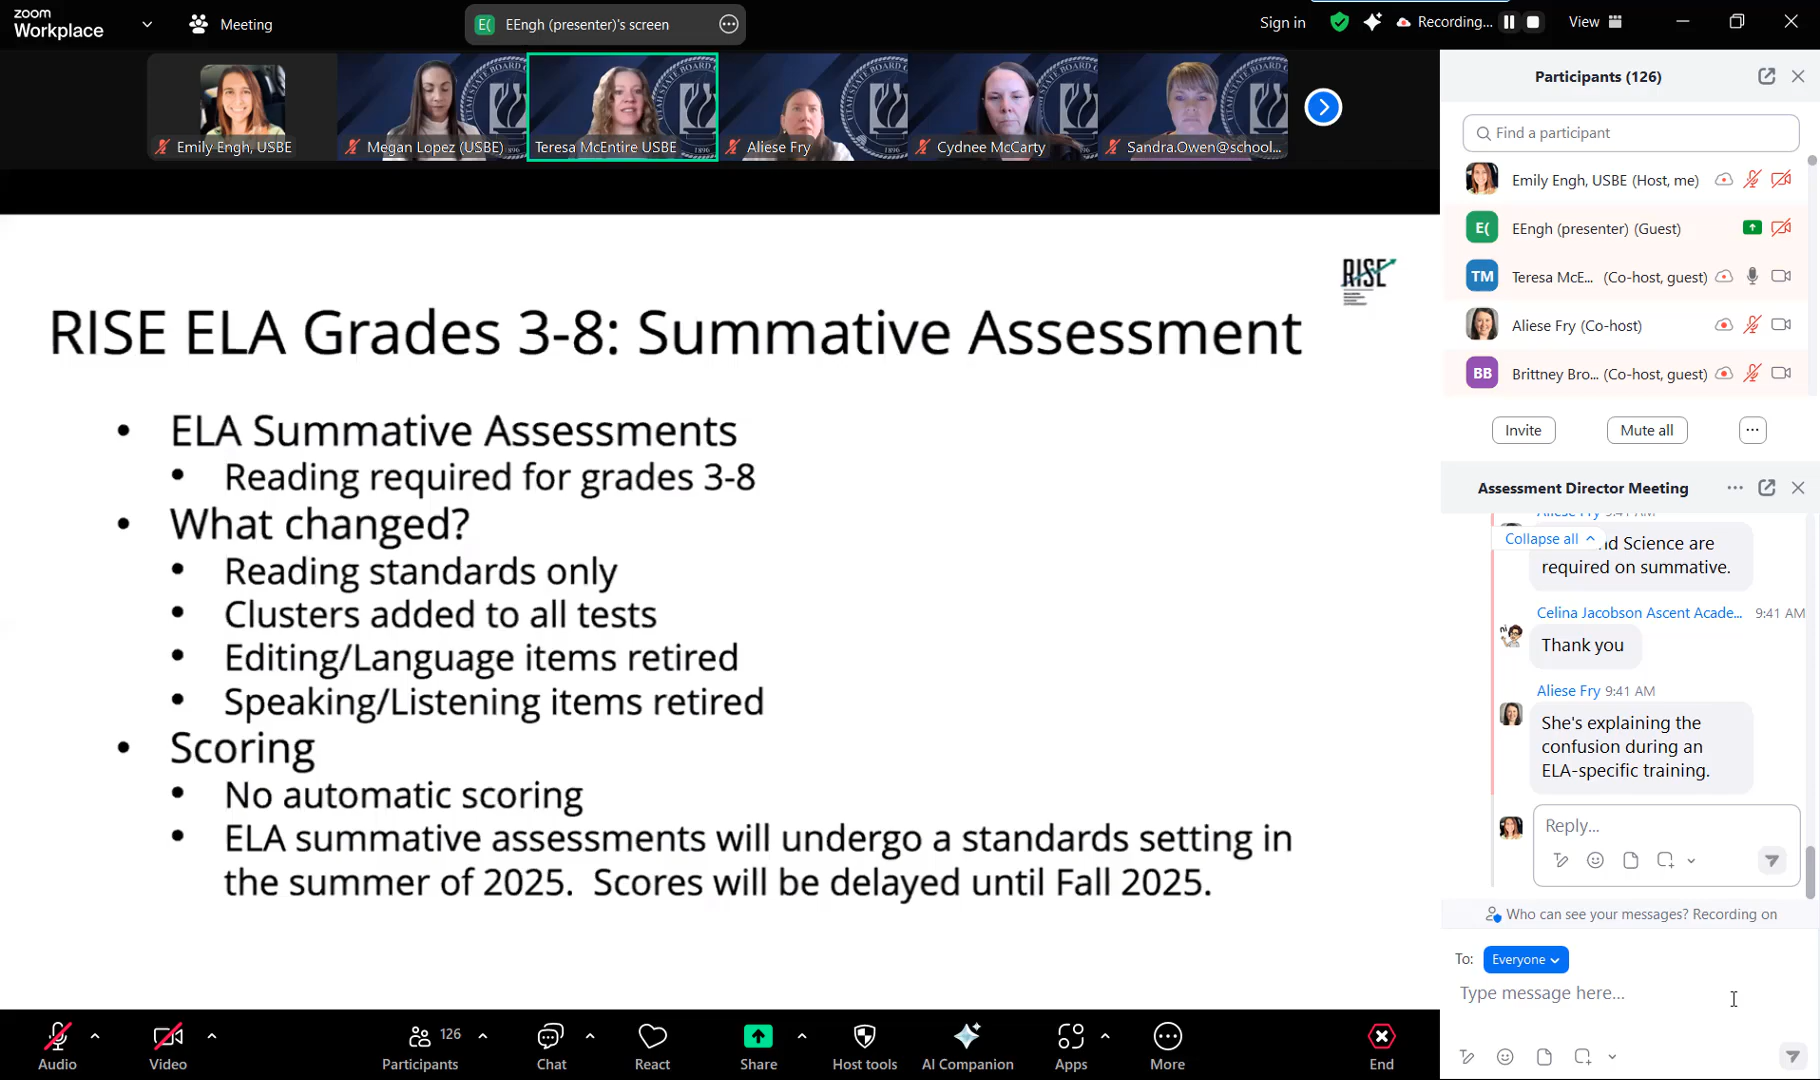 zoom
Workplace
Meeting
E(
EEngh (presenter)'s screen
Sign in
Recording...
View
Emily Engh, USBE
Megan Lopez (USBE)
Teresa McEntire USBE
Aliese Fry
Cydnee McCarty
Sandra.Owen@school...
Participants (126)
Find a participant
Emily Engh, USBE (Host, me)
E(
EEngh (presenter) (Guest)
TM
Teresa McE... (Co-host, guest)
Aliese Fry (Co-host)
BB
Brittney Bro... (Co-host, guest)
Invite
Mute all
RISE
RISE ELA Grades 3-8: Summative Assessment
• ELA Summative Assessments
• Reading required for grades 3-8
• What changed?
• Reading standards only
• Clusters added to all tests
• Editing/Language items retired
• Speaking/Listening items retired
• Scoring
• No automatic scoring
• ELA summative assessments will undergo a standards setting in
the summer of 2025. Scores will be delayed until Fall 2025.
Assessment Director Meeting
Aliese Fry 9:41 AM
Collapse all
Science are
required on summative.
Celina Jacobson Ascent Acade... 9:41 AM
Thank you
Aliese Fry 9:41 AM
She's explaining the
confusion during an
ELA-specific training.
Reply...
Who can see your messages? Recording on
To: Everyone
Type message here...
Audio
Video
126
Participants
Chat
React
Share
Host tools
AI Companion
Apps
More
End